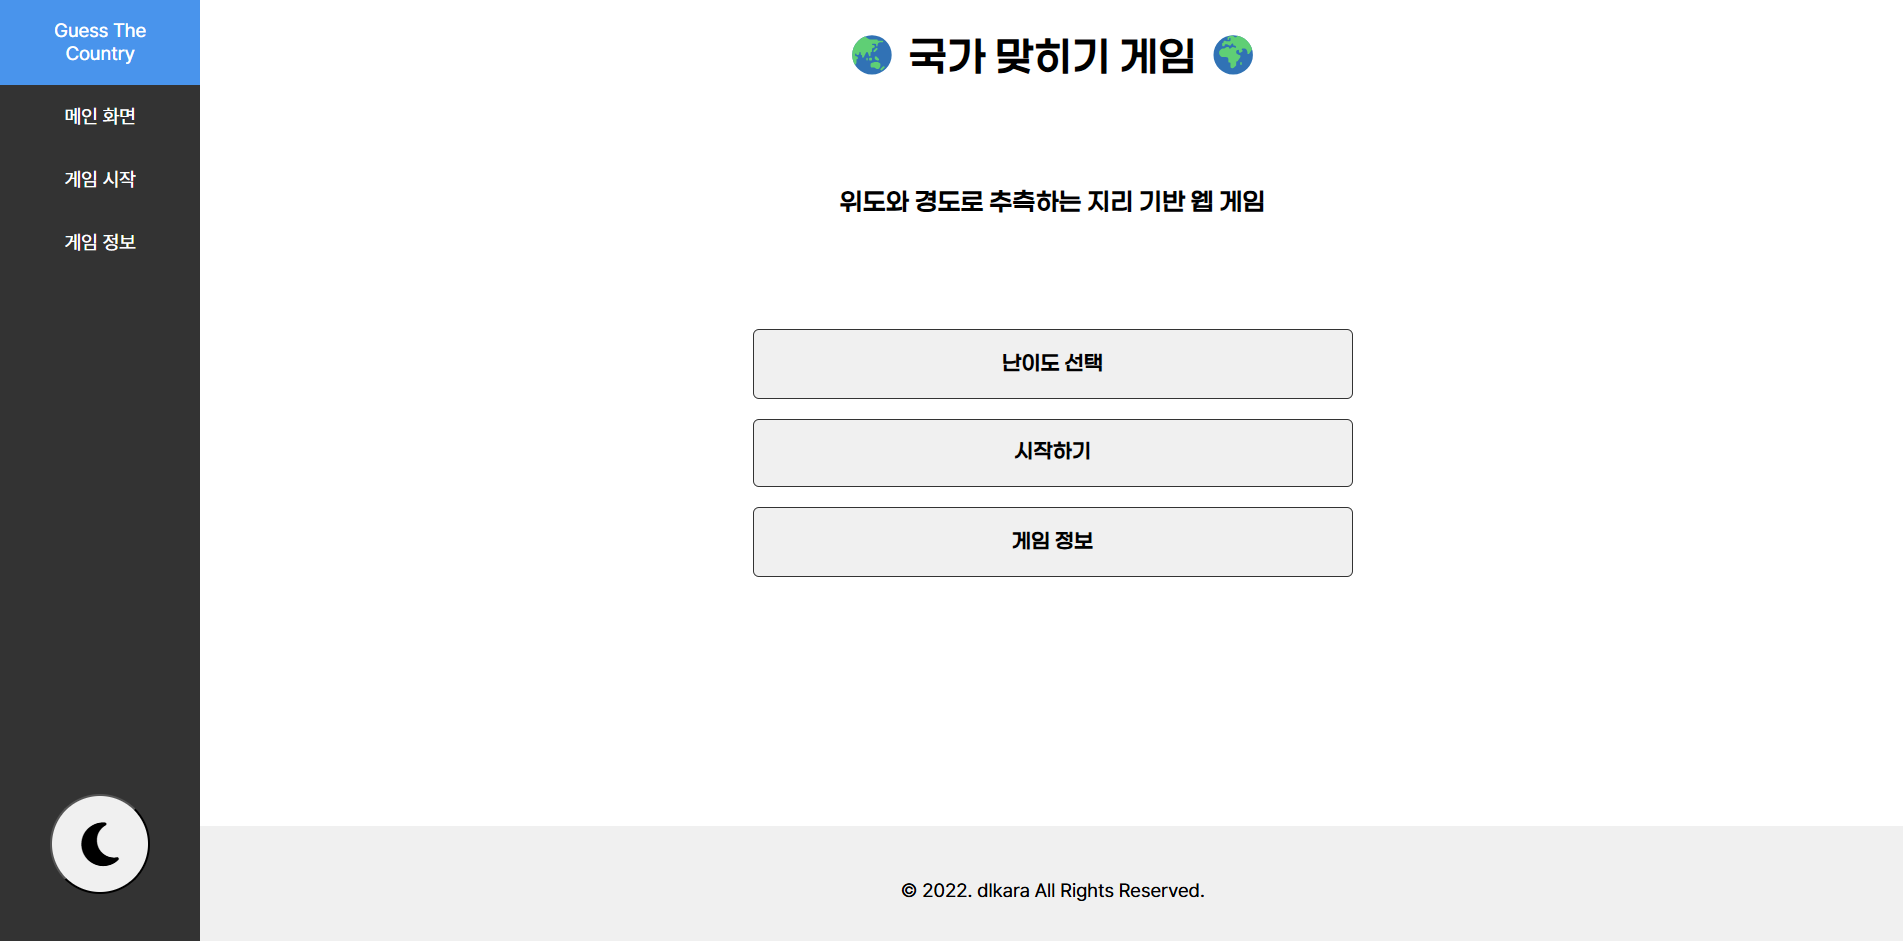 Guess The
Country
메인 화면
게임 시작
게임 정보
국가 맞히기 게임
위도와 경도로 추측하는 지리 기반 웹 게임
난이도 선택
시작하기
게임 정보
© 2022. dlkara All Rights Reserved.